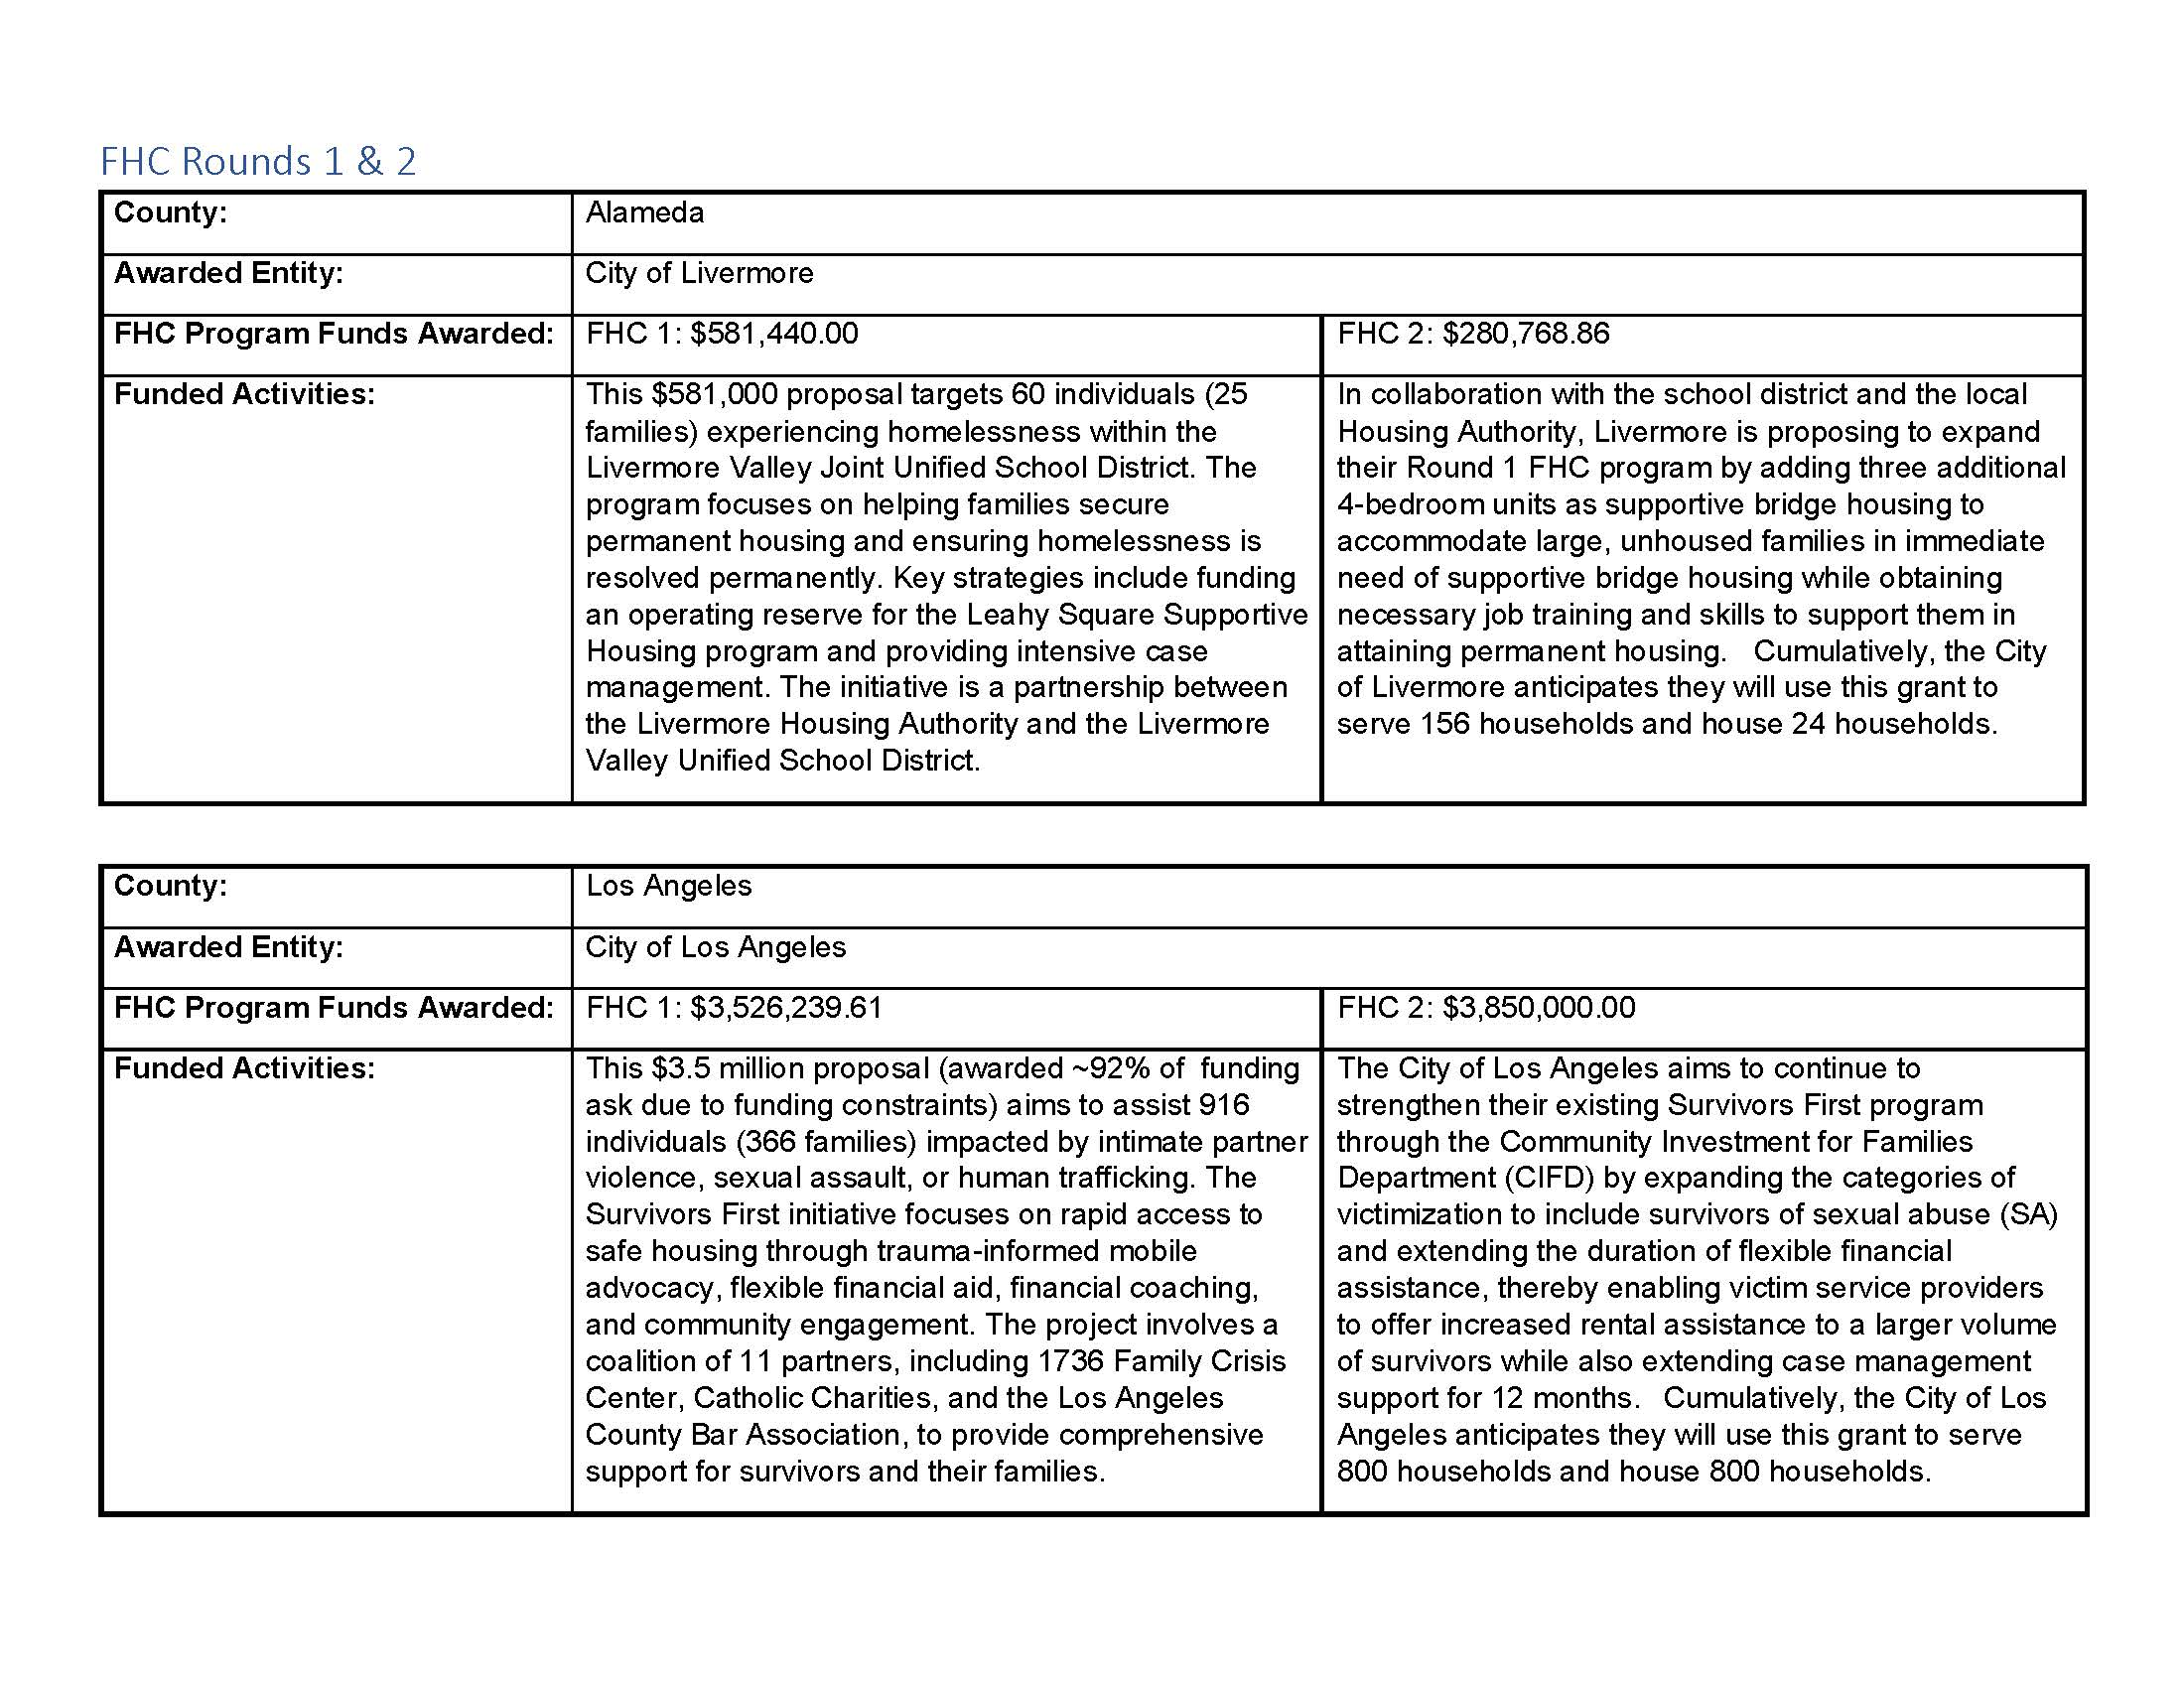 FHC Rounds 1 & 2
County:
Alameda
Awarded Entity:
City of Livermore
FHC Program Funds Awarded:
FHC 1: $581,440.00
FHC 2: $280,768.86
Funded Activities:
This $581,000 proposal targets 60 individuals (25
families) experiencing homelessness within the
Livermore Valley Joint Unified School District. The
program focuses on helping families secure
permanent housing and ensuring homelessness is
resolved permanently. Key strategies include funding
an operating reserve for the Leahy Square Supportive
Housing program and providing intensive case
management. The initiative is a partnership between
the Livermore Housing Authority and the Livermore
Valley Unified School District.
In collaboration with the school district and the local
Housing Authority, Livermore is proposing to expand
their Round 1 FHC program by adding three additional
4-bedroom units as supportive bridge housing to
accommodate large, unhoused families in immediate
need of supportive bridge housing while obtaining
necessary job training and skills to support them in
attaining permanent housing.   Cumulatively, the City
of Livermore anticipates they will use this grant to
serve 156 households and house 24 households.
County:
Los Angeles
Awarded Entity:
City of Los Angeles
FHC Program Funds Awarded:
FHC 1: $3,526,239.61
FHC 2: $3,850,000.00
Funded Activities:
This $3.5 million proposal (awarded ~92% of  funding
ask due to funding constraints) aims to assist 916
individuals (366 families) impacted by intimate partner
violence, sexual assault, or human trafficking. The
Survivors First initiative focuses on rapid access to
safe housing through trauma-informed mobile
advocacy, flexible financial aid, financial coaching,
and community engagement. The project involves a
coalition of 11 partners, including 1736 Family Crisis
Center, Catholic Charities, and the Los Angeles
County Bar Association, to provide comprehensive
support for survivors and their families.
The City of Los Angeles aims to continue to
strengthen their existing Survivors First program
through the Community Investment for Families
Department (CIFD) by expanding the categories of
victimization to include survivors of sexual abuse (SA)
and extending the duration of flexible financial
assistance, thereby enabling victim service providers
to offer increased rental assistance to a larger volume
of survivors while also extending case management
support for 12 months.   Cumulatively, the City of Los
Angeles anticipates they will use this grant to serve
800 households and house 800 households.